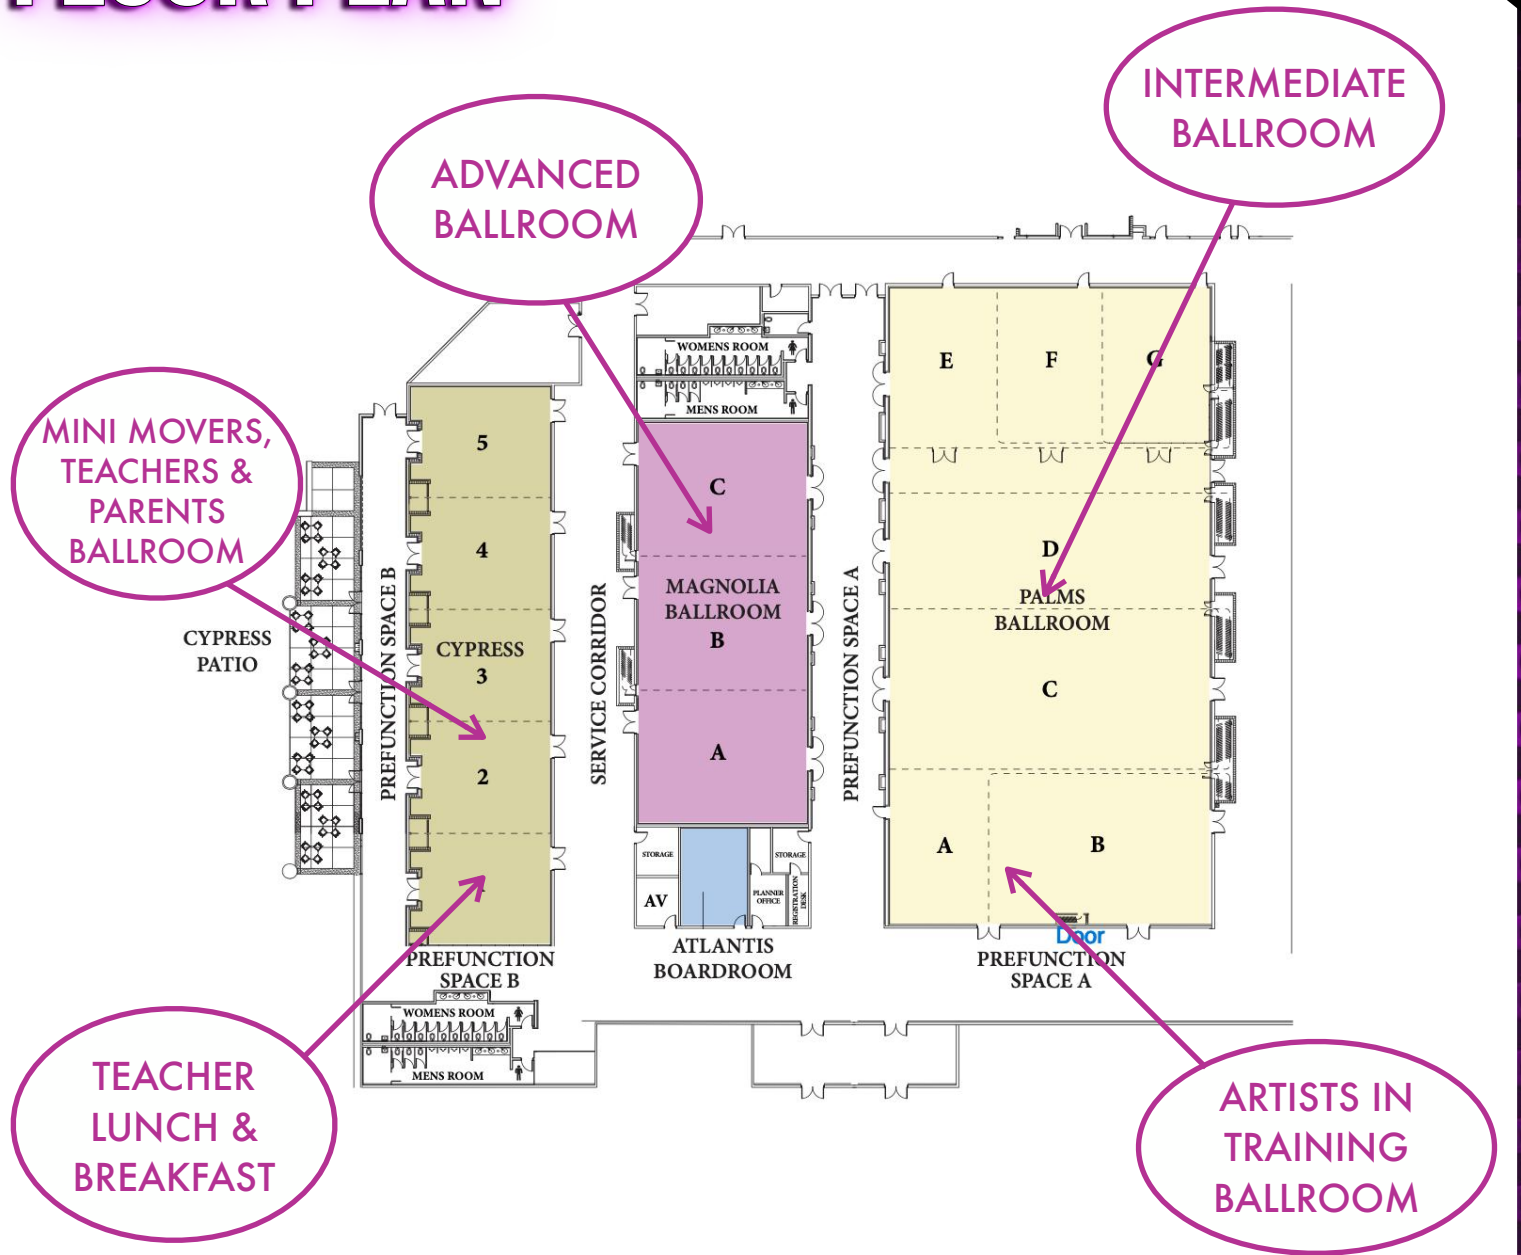 FLOOR PLAN
INTERMEDIATE
BALLROOM
ADVANCED
BALLROOM
MINI MOVERS,
TEACHERS &
PARENTS
BALLROOM
WOMENS ROOM
MENS ROOM
E
F
G
5
4
CYPRESS
3
2
C
MAGNOLIA
BALLROOM
B
A
D
PALMS
BALLROOM
C
A
B
CYPRESS
PATIO
PREFUNCTION SPACE B
SERVICE CORRIDOR
PREFUNCTION SPACE A
STORAGE
STORAGE
AV
PLANNER
OFFICE
REGISTRATION
DESK
ATLANTIS
BOARDROOM
Door
PREFUNCTION
SPACE A
PREFUNCTION
SPACE B
WOMENS ROOM
MENS ROOM
TEACHER
LUNCH &
BREAKFAST
ARTISTS IN
TRAINING
BALLROOM